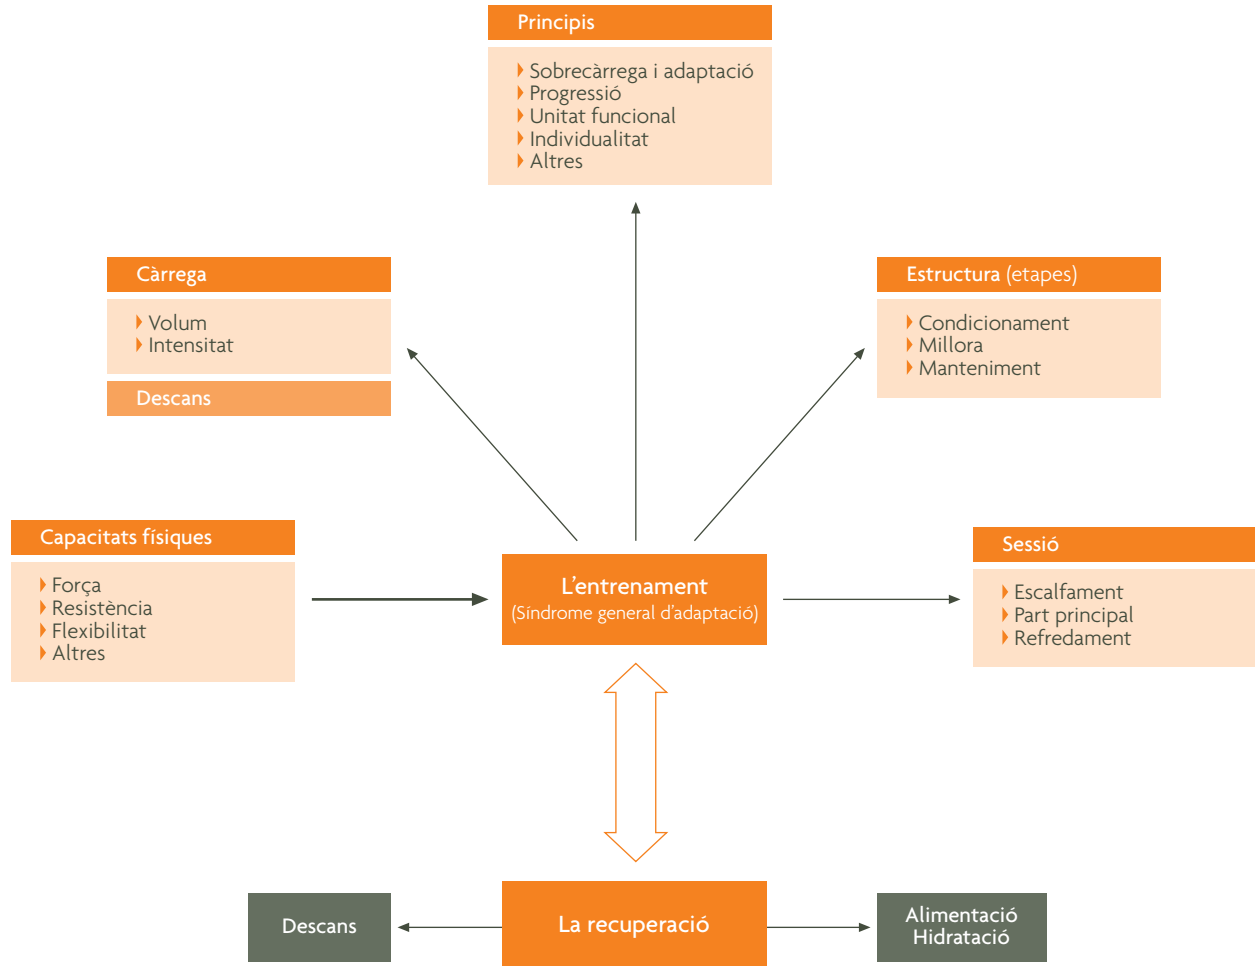 Principis
Sobrecàrrega i adaptació
Progressió
Unitat funcional
Individualitat
Altres
Càrrega
Volum
Intensitat
Descans
Estructura (etapes)
Condicionament
Millora
Manteniment
Capacitats físiques
Força
Resistència
Flexibilitat
Altres
L'entrenament
(Síndrome general d'adaptació)
Sessió
Escalfament
Part principal
Refredament
Descans
La recuperació
Alimentació
Hidratació